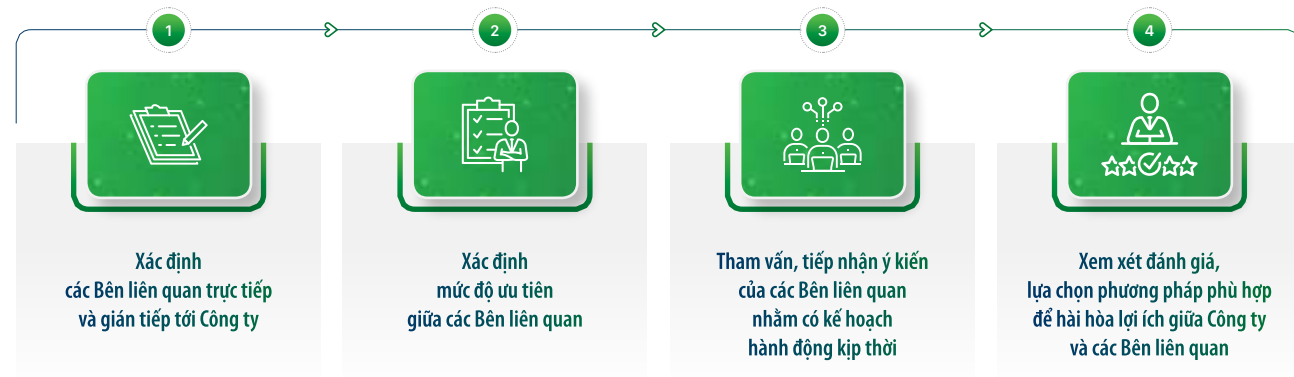 1
2
3
4
Xác định
các Bên liên quan trực tiếp
và gián tiếp tới Công ty
Xác định
mức độ ưu tiên
giữa các Bên liên quan
Tham vấn, tiếp nhận ý kiến
của các Bên liên quan
nhằm có kế hoạch
hành động kịp thời
Xem xét đánh giá,
lựa chọn phương pháp phù hợp
để hài hòa lợi ích giữa Công ty
và các Bên liên quan